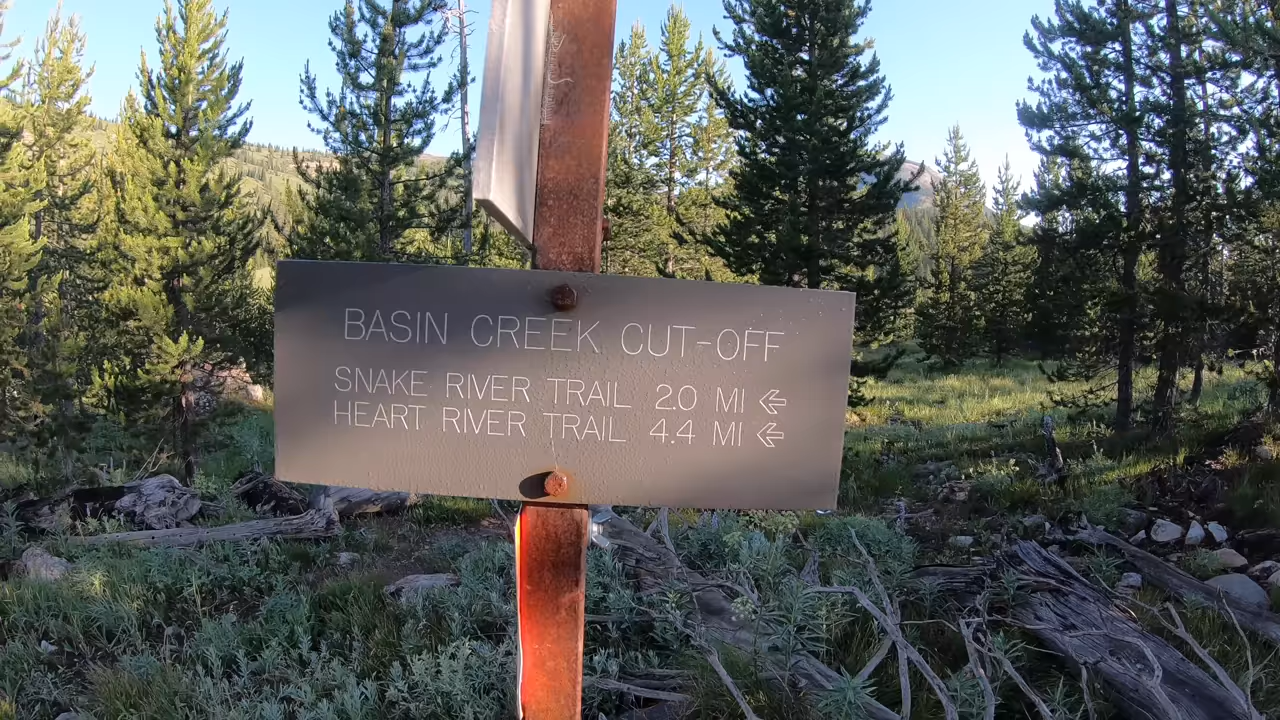 BASIN CREEK CUT-OFF
SNAKE RIVER TRAIL 2.0 MI ←
HEART RIVER TRAIL 4.4 MI ←